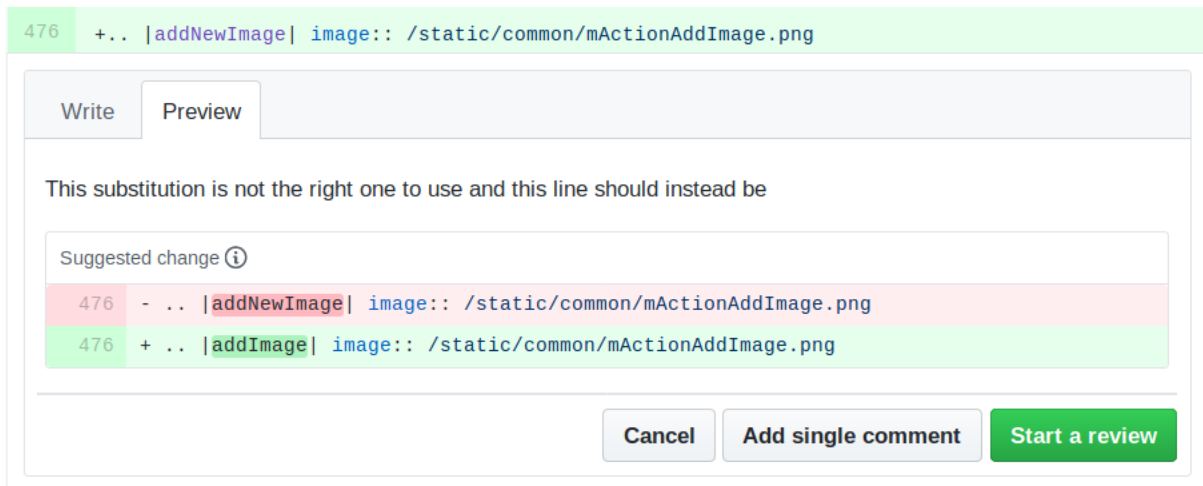 476 +.. |addNewImage| image:: /static/common/mActionAddImage.png
Write Preview
This substitution is not the right one to use and this line should instead be
Suggested change
476 - .. |addNewImage| image:: /static/common/mActionAddImage.png
476 + .. |addImage| image:: /static/common/mActionAddImage.png
Cancel Add single comment Start a review